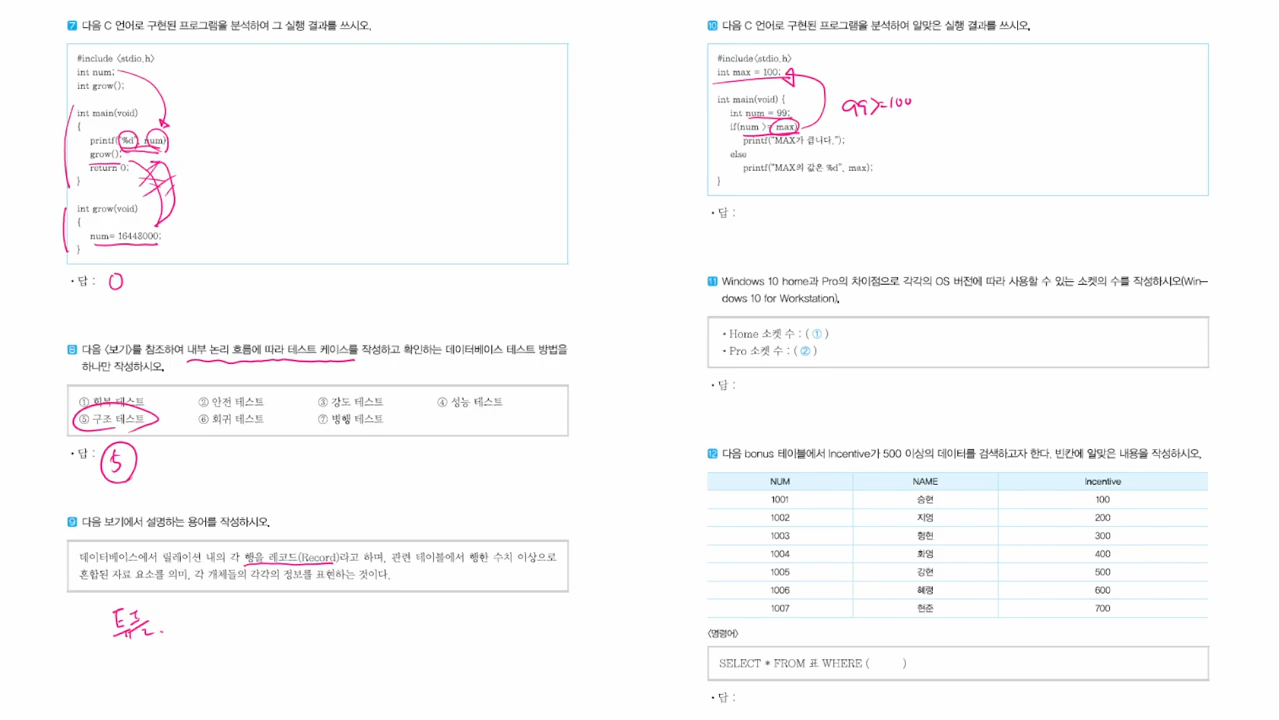 7 다음 C 언어로 구현된 프로그램을 분석하여 그 실행 결과를 쓰시오.
#include <stdio.h>
int num;
int grow();
int main(void)
{
printf("%d", num)
grow();
return 0;
}
int grow(void)
{
num= 16448000;
}
• 답 : 0
8 다음 <보기>를 참조하여 내부 논리 흐름에 따라 테스트 케이스를 작성하고 확인하는 데이터베이스 테스트 방법을
하나만 작성하시오.
① 회복 테스트 ② 안전 테스트 ③ 강도 테스트 ④ 성능 테스트
⑤ 구조 테스트 ⑥ 회귀 테스트 ⑦ 병행 테스트
• 답 : 5
9 다음 보기에서 설명하는 용어를 작성하시오.
데이터베이스에서 릴레이션 내의 각 행을 레코드(Record)라고 하며, 관련 테이블에서 행한 수치 이상으로
혼합된 자료 요소를 의미, 각 개체들의 각각의 정보를 표현하는 것이다.
튜플.
10 다음 C 언어로 구현된 프로그램을 분석하여 알맞은 실행 결과를 쓰시오.
#include<stdio.h>
int max = 100;
int main(void) {
int num = 99;
if(num >= max)
printf("MAX가 큽니다.");
else
printf("MAX의 값은 %d", max);
}
99>=100
• 답 :
11 Windows 10 home과 Pro의 차이점으로 각각의 OS 버전에 따라 사용할 수 있는 소켓의 수를 작성하시오(Win-
dows 10 for Workstation).
• Home 소켓 수 : ( ① )
• Pro 소켓 수 : ( ② )
• 답 :
12 다음 bonus 테이블에서 Incentive가 500 이상의 데이터를 검색하고자 한다. 빈칸에 알맞은 내용을 작성하시오.
NUM NAME Incentive
1001 승현 100
1002 지영 200
1003 형헌 300
1004 화영 400
1005 강현 500
1006 혜령 600
1007 현준 700
<명령어>
SELECT * FROM 표 WHERE ( )
• 답 :